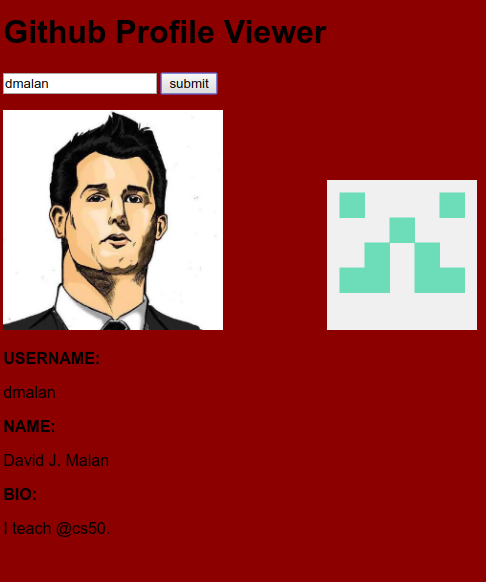 Github Profile Viewer
dmalan
submit
USERNAME:
dmalan
NAME:
David J. Malan
BIO:
I teach @cs50.